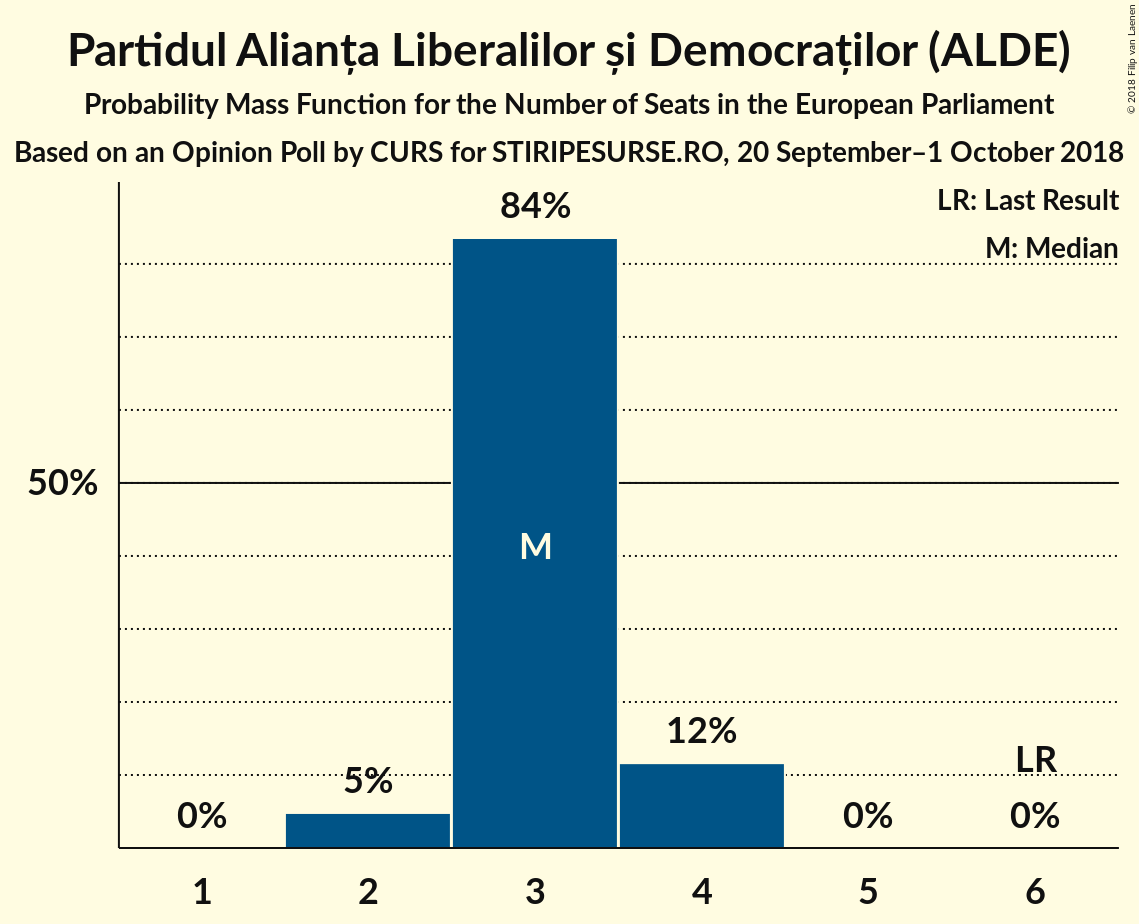 Partidul Alianța Liberalilor și Democraților (ALDE)
Probability Mass Function for the Number of Seats in the European Parliament
Based on an Opinion Poll by CURS for STIRIPESURSE.RO, 20 September–1 October 2018
© 2018 Filip van Laenen
LR: Last Result
M: Median
84%
50%
M
12%
5%
LR
0%
0%
0%
1 2 3 4 5 6